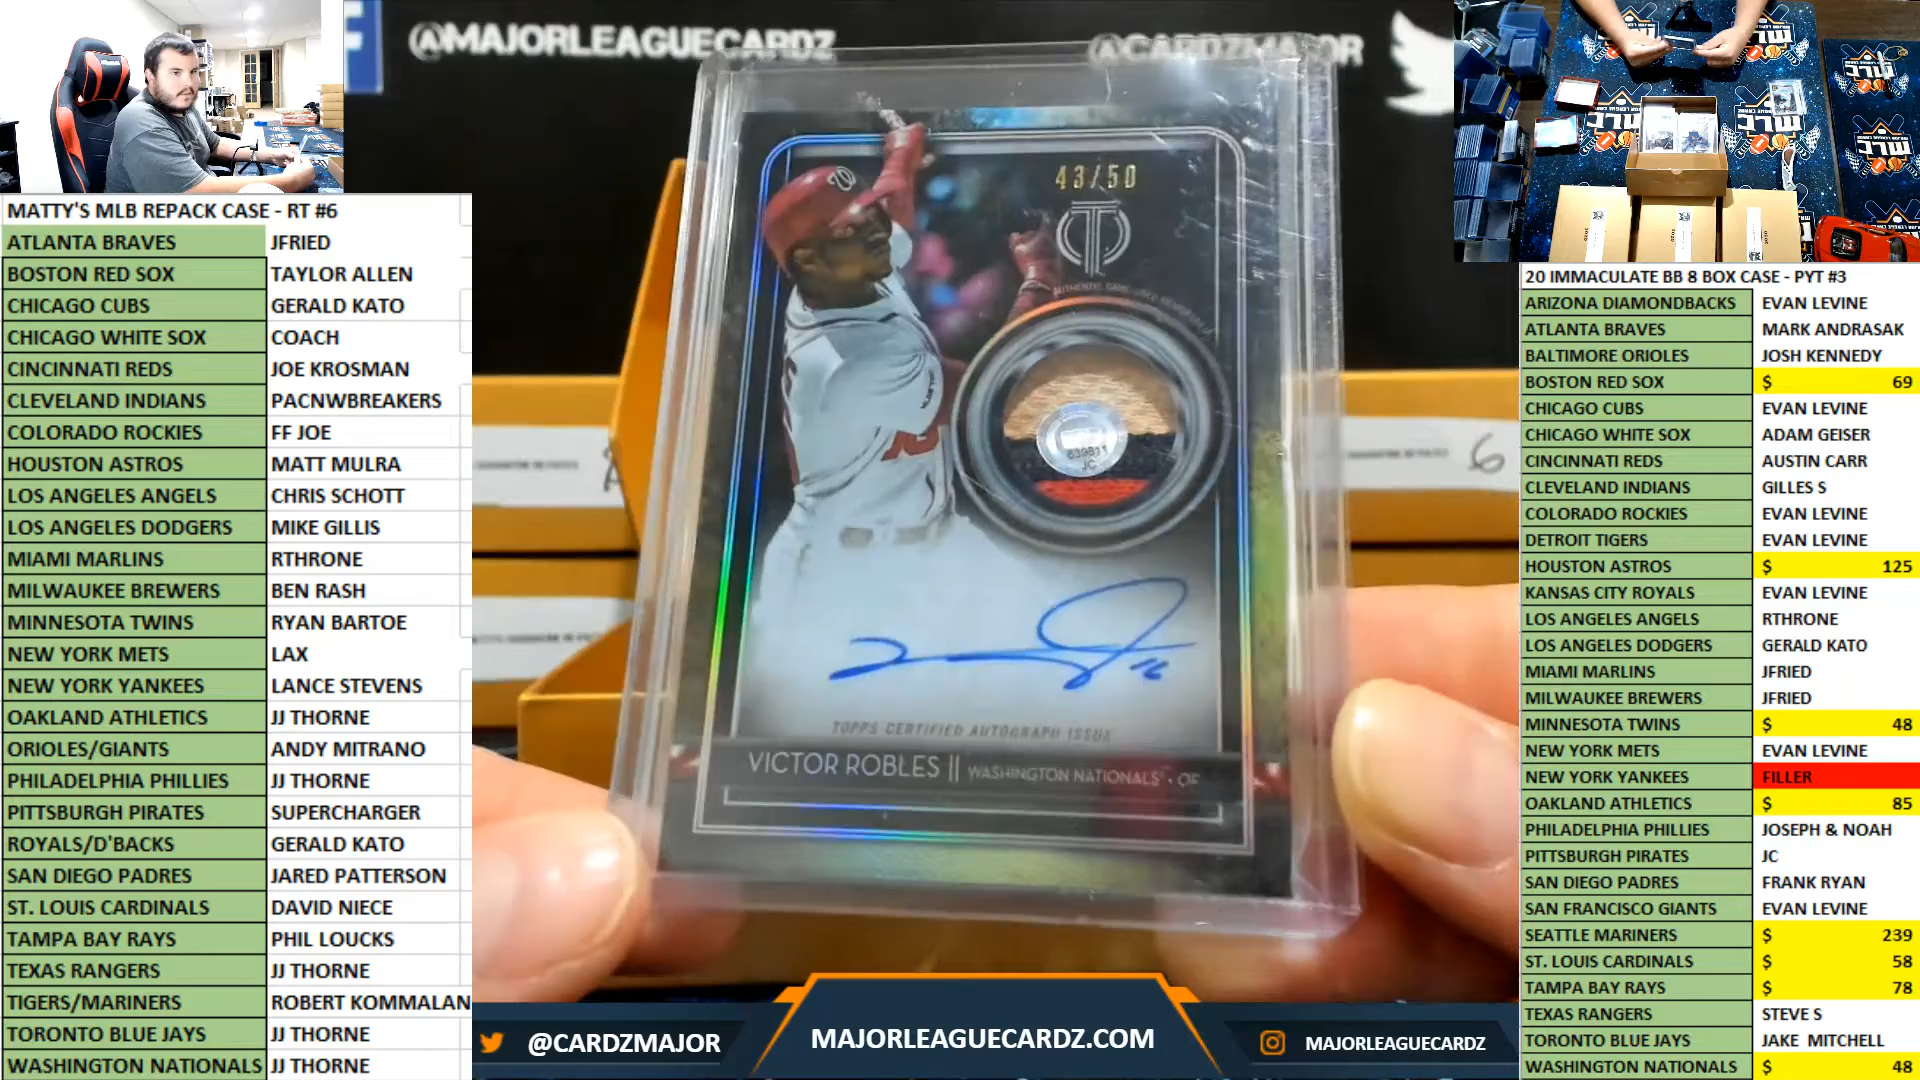 @MAJORLEAGUECARDZ
@CARDZMAJOR
MATTY'S MLB REPACK CASE - RT #6
ATLANTA BRAVES JFRIED
BOSTON RED SOX TAYLOR ALLEN
CHICAGO CUBS GERALD KATO
CHICAGO WHITE SOX COACH
CINCINNATI REDS JOE KROSMAN
CLEVELAND INDIANS PACNWBREAKERS
COLORADO ROCKIES FF JOE
HOUSTON ASTROS MATT MULRA
LOS ANGELES ANGELS CHRIS SCHOTT
LOS ANGELES DODGERS MIKE GILLIS
MIAMI MARLINS RTHRONE
MILWAUKEE BREWERS BEN RASH
MINNESOTA TWINS RYAN BARTOE
NEW YORK METS LAX
NEW YORK YANKEES LANCE STEVENS
OAKLAND ATHLETICS JJ THORNE
ORIOLES/GIANTS ANDY MITRANO
PHILADELPHIA PHILLIES JJ THORNE
PITTSBURGH PIRATES SUPERCHARGER
ROYALS/D'BACKS GERALD KATO
SAN DIEGO PADRES JARED PATTERSON
ST. LOUIS CARDINALS DAVID NIECE
TAMPA BAY RAYS PHIL LOUCKS
TEXAS RANGERS JJ THORNE
TIGERS/MARINERS ROBERT KOMMALAN
TORONTO BLUE JAYS JJ THORNE
WASHINGTON NATIONALS JJ THORNE
43/50
639811
JC
16
TOPPS CERTIFIED AUTOGRAPH ISSUE
VICTOR ROBLES || WASHINGTON NATIONALS • OF
6
@CARDZMAJOR
MAJORLEAGUECARDZ.COM
MAJORLEAGUECARDZ
20 IMMACULATE BB 8 BOX CASE - PYT #3
ARIZONA DIAMONDBACKS EVAN LEVINE
ATLANTA BRAVES MARK ANDRASAK
BALTIMORE ORIOLES JOSH KENNEDY
BOSTON RED SOX $ 69
CHICAGO CUBS EVAN LEVINE
CHICAGO WHITE SOX ADAM GEISER
CINCINNATI REDS AUSTIN CARR
CLEVELAND INDIANS GILLES S
COLORADO ROCKIES EVAN LEVINE
DETROIT TIGERS EVAN LEVINE
HOUSTON ASTROS $ 125
KANSAS CITY ROYALS EVAN LEVINE
LOS ANGELES ANGELS RTHRONE
LOS ANGELES DODGERS GERALD KATO
MIAMI MARLINS JFRIED
MILWAUKEE BREWERS JFRIED
MINNESOTA TWINS $ 48
NEW YORK METS EVAN LEVINE
NEW YORK YANKEES FILLER
OAKLAND ATHLETICS $ 85
PHILADELPHIA PHILLIES JOSEPH & NOAH
PITTSBURGH PIRATES JC
SAN DIEGO PADRES FRANK RYAN
SAN FRANCISCO GIANTS EVAN LEVINE
SEATTLE MARINERS $ 239
ST. LOUIS CARDINALS $ 58
TAMPA BAY RAYS $ 78
TEXAS RANGERS STEVE S
TORONTO BLUE JAYS JAKE MITCHELL
WASHINGTON NATIONALS $ 48